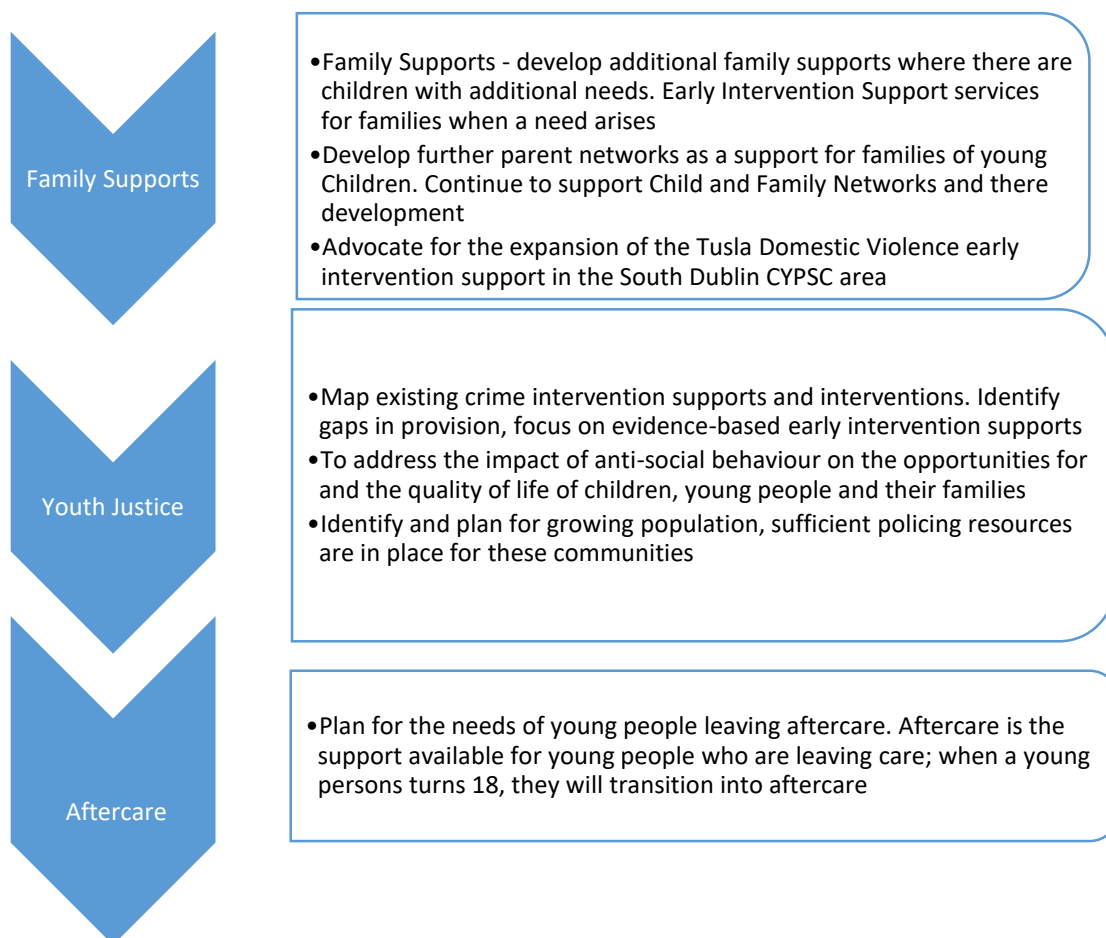 Family Supports
•Family Supports - develop additional family supports where there are
children with additional needs. Early Intervention Support services
for families when a need arises
•Develop further parent networks as a support for families of young
Children. Continue to support Child and Family Networks and there
development
•Advocate for the expansion of the Tusla Domestic Violence early
intervention support in the South Dublin CYPSC area
Youth Justice
•Map existing crime intervention supports and interventions. Identify
gaps in provision, focus on evidence-based early intervention supports
•To address the impact of anti-social behaviour on the opportunities for
and the quality of life of children, young people and their families
•Identify and plan for growing population, sufficient policing resources
are in place for these communities
Aftercare
•Plan for the needs of young people leaving aftercare. Aftercare is the
support available for young people who are leaving care; when a young
persons turns 18, they will transition into aftercare